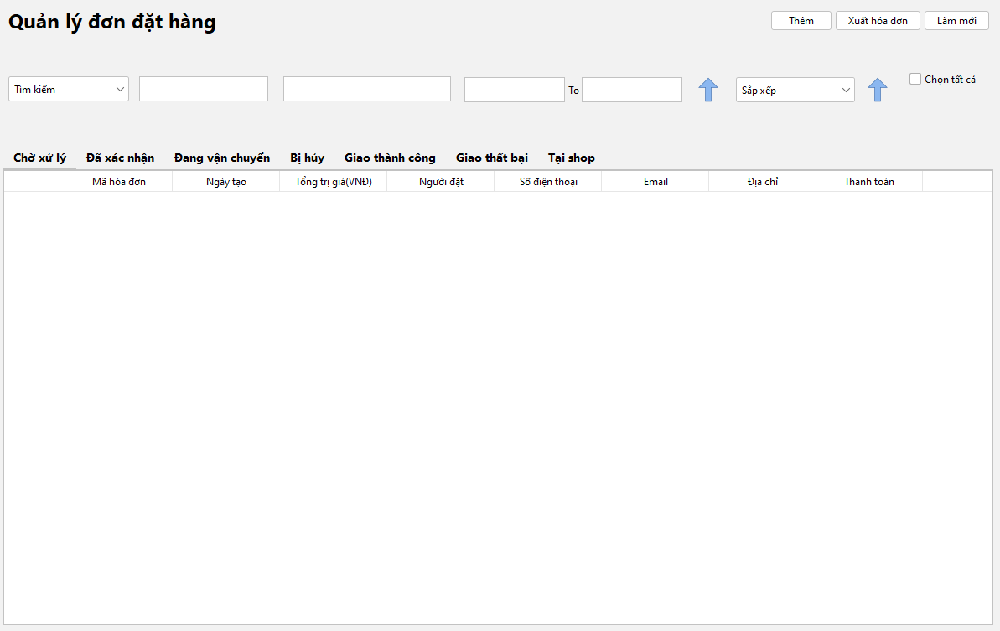 Quản lý đơn đặt hàng
Thêm
Xuất hóa đơn
Làm mới
Tìm kiếm
To
Sắp xếp
Chọn tất cả
Chờ xử lý
Đã xác nhận
Đang vận chuyển
Bị hủy
Giao thành công
Giao thất bại
Tại shop
Mã hóa đơn
Ngày tạo
Tổng trị giá(VNĐ)
Người đặt
Số điện thoại
Email
Địa chỉ
Thanh toán